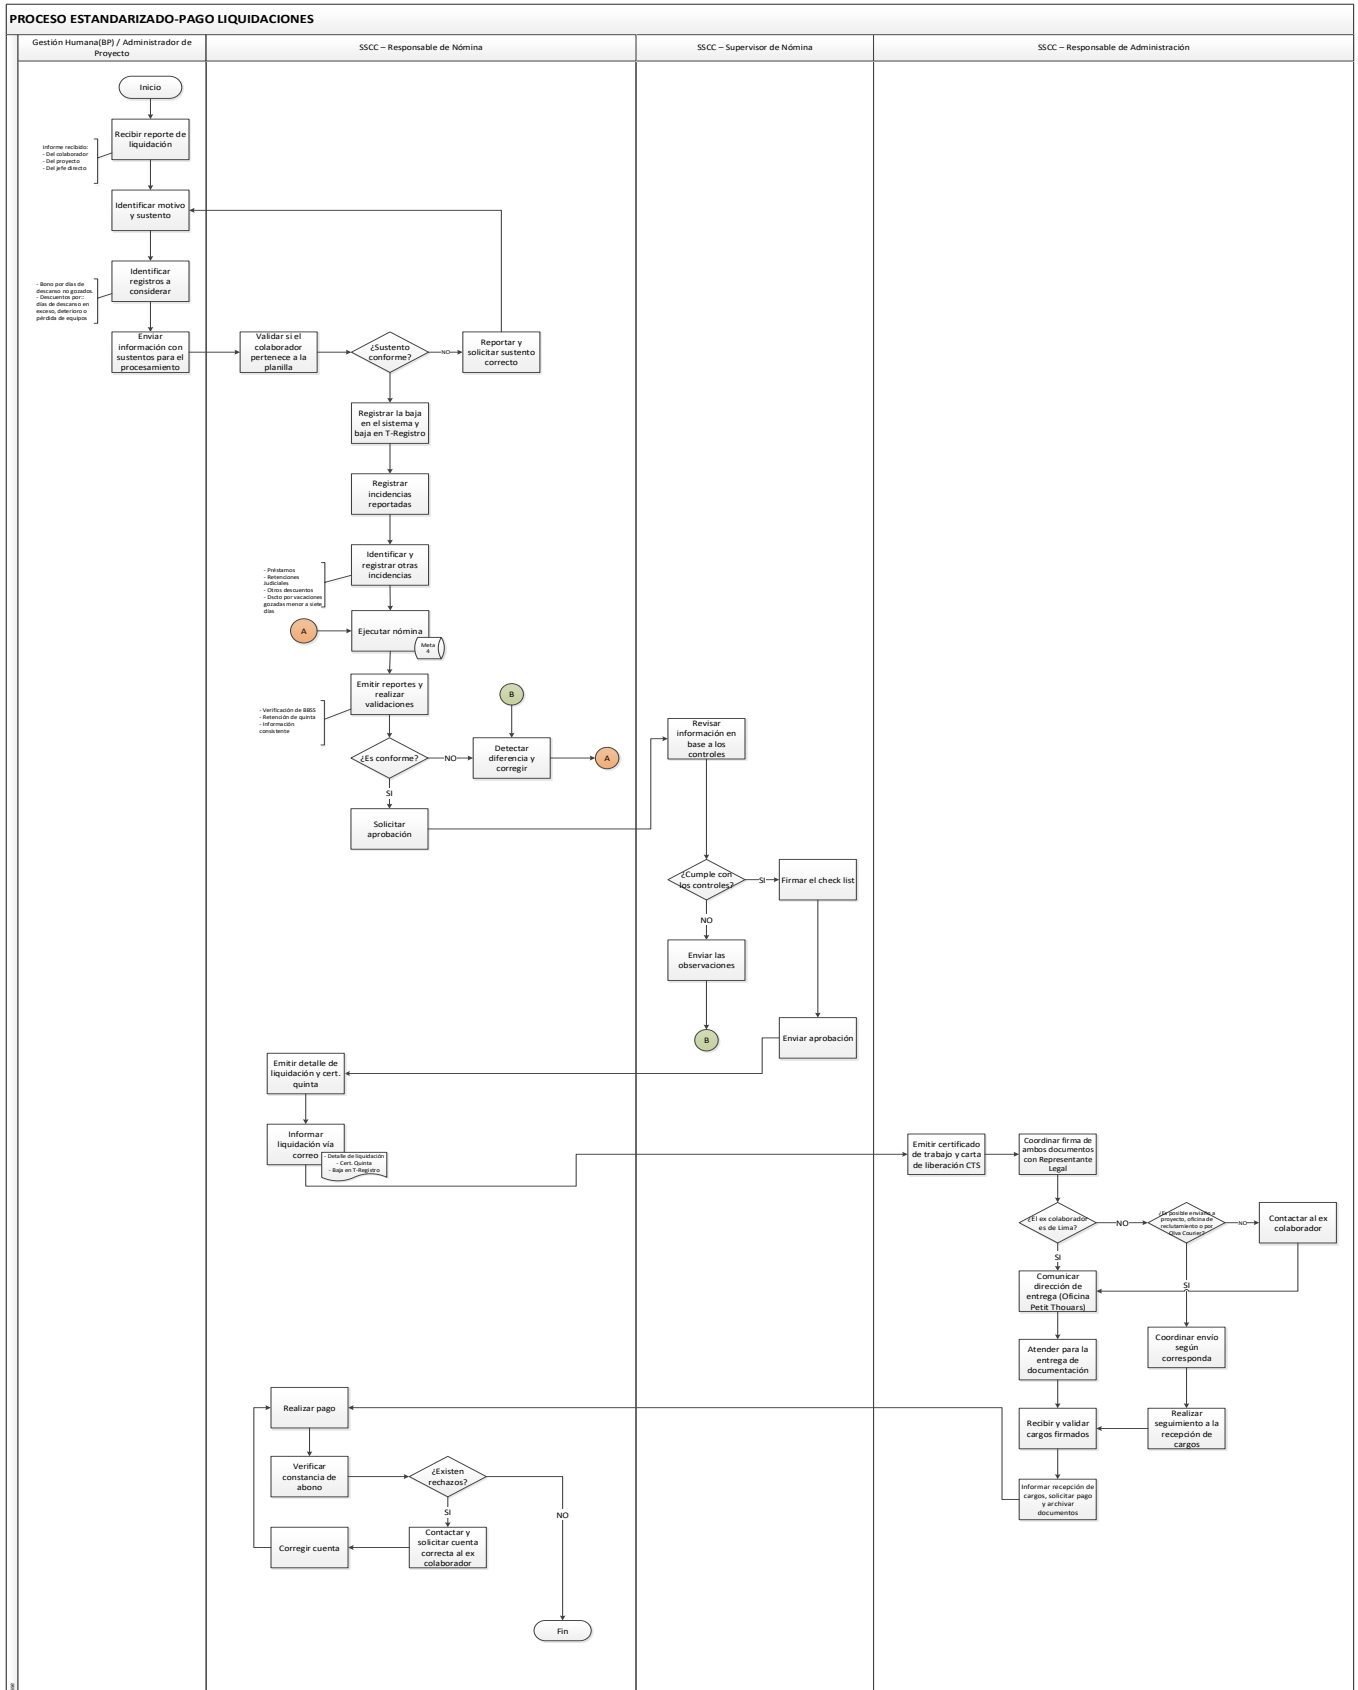 PROCESO ESTANDARIZADO-PAGO LIQUIDACIONES
Gestión Humana(BP) / Administrador de
Proyecto
SSCC – Responsable de Nómina
SSCC – Supervisor de Nómina
SSCC – Responsable de Administración
Inicio
Recibir reporte de
liquidación
Informe recibido:
- Del colaborador
- Del proyecto
- Del jefe directo
Identificar motivo
y sustento
Identificar
registros a
considerar
- Bono por días de
descanso no gozados.
- Descuentos por::
días de descanso en
exceso, deterioro o
pérdida de equipos
Enviar
información con
sustentos para el
procesamiento
Validar si el
colaborador
pertenece a la
planilla
¿Sustento
conforme?
NO
Reportar y
solicitar sustento
correcto
Registrar la baja
en el sistema y
baja en T-Registro
Registrar
incidencias
reportadas
Identificar y
registrar otras
incidencias
- Préstamos
- Retenciones
Judiciales
- Otros descuentos
- Dscto por vacaciones
gozadas menor a siete
días
A
Ejecutar nómina
Meta
4
Emitir reportes y
realizar
validaciones
- Verificación de BBSS
- Retención de quinta
- Información
consistente
B
¿Es conforme?
NO
Detectar
diferencia y
corregir
A
SI
Solicitar
aprobación
Revisar
información en
base a los
controles
¿Cumple con
los controles?
SI
Firmar el check list
NO
Enviar las
observaciones
B
Enviar aprobación
Emitir detalle de
liquidación y cert.
quinta
Informar
liquidación vía
correo
- Detalle de liquidación
- Cert. Quinta
- Baja en T-Registro
Emitir certificado
de trabajo y carta
de liberación CTS
Coordinar firma de
ambos documentos
con Representante
Legal
¿El ex colaborador
es de Lima?
NO
¿Es posible enviarlo a
proyecto, oficina de
reclutamiento o por
Olva Courier?
NO
Contactar al ex
colaborador
SI
SI
Comunicar
dirección de
entrega (Oficina
Petit Thouars)
Coordinar envío
según
corresponda
Atender para la
entrega de
documentación
Realizar pago
Recibir y validar
cargos firmados
Realizar
seguimiento a la
recepción de
cargos
Verificar
constancia de
abono
¿Existen
rechazos?
Informar recepción de
cargos, solicitar pago
y archivar
documentos
SI
NO
Corregir cuenta
Contactar y
solicitar cuenta
correcta al ex
colaborador
Fin